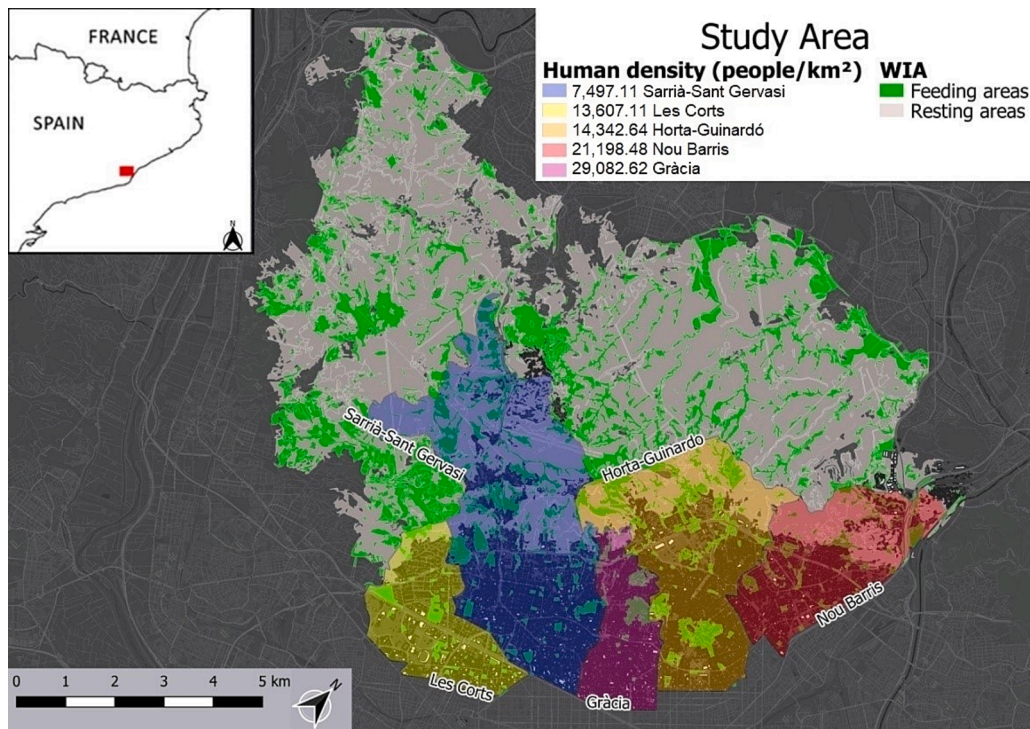 FRANCE
SPAIN
N
Study Area
Human density (people/km²)
7,497.11 Sarrià-Sant Gervasi
13,607.11 Les Corts
14,342.64 Horta-Guinardó
21,198.48 Nou Barris
29,082.62 Gràcia
WIA
Feeding areas
Resting areas
Sarrià-Sant Gervasi
Horta-Guinardo
Nou Barris
Les Corts
Gràcia
0 1 2 3 4 5 km
N